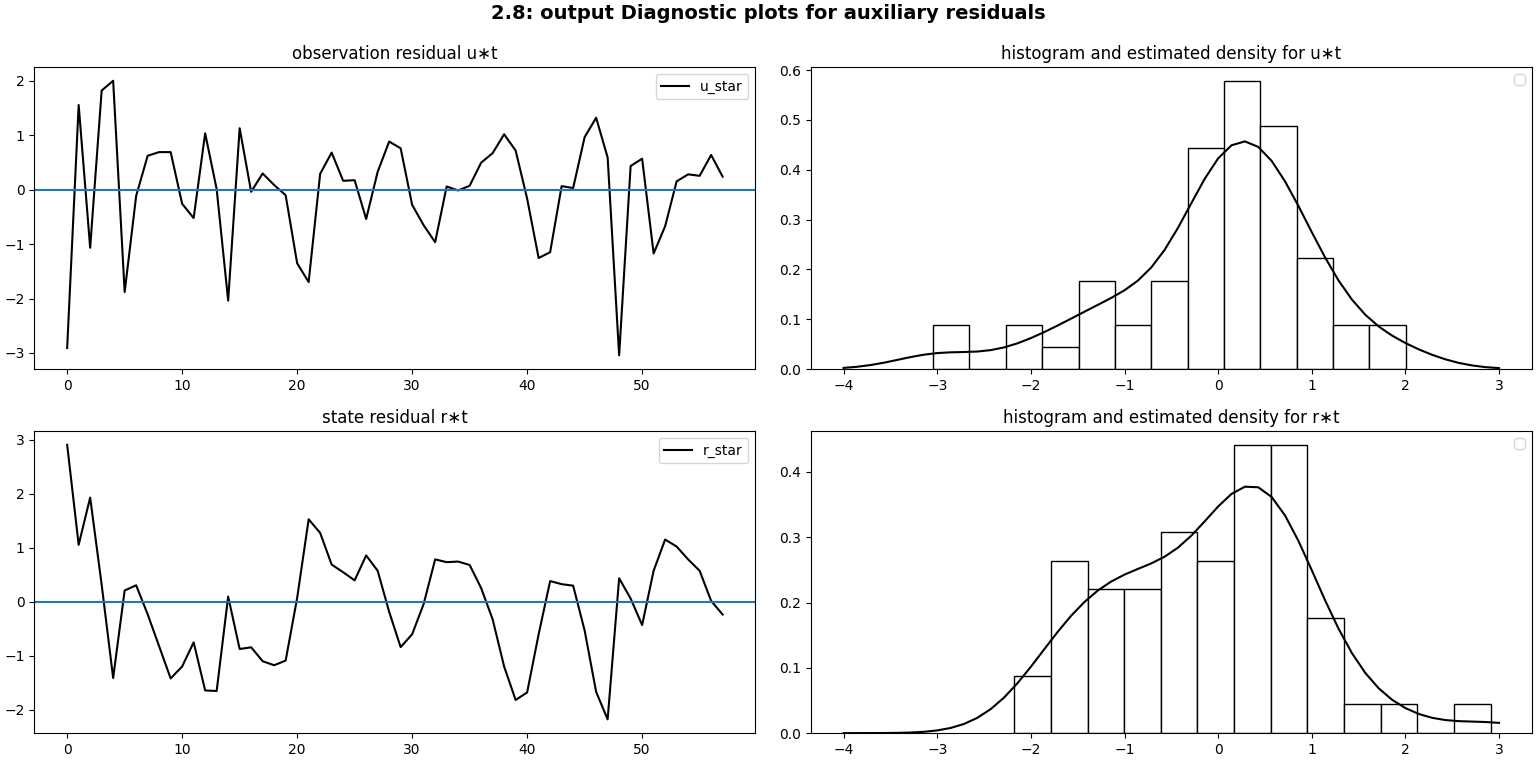 2.8: output Diagnostic plots for auxiliary residuals
observation residual u∗t
u_star
2
1
0
−1
−2
−3
0 10 20 30 40 50
histogram and estimated density for u∗t
0.6
0.5
0.4
0.3
0.2
0.1
0.0
−4 −3 −2 −1 0 1 2 3
state residual r∗t
r_star
3
2
1
0
−1
−2
0 10 20 30 40 50
histogram and estimated density for r∗t
0.4
0.3
0.2
0.1
0.0
−4 −3 −2 −1 0 1 2 3